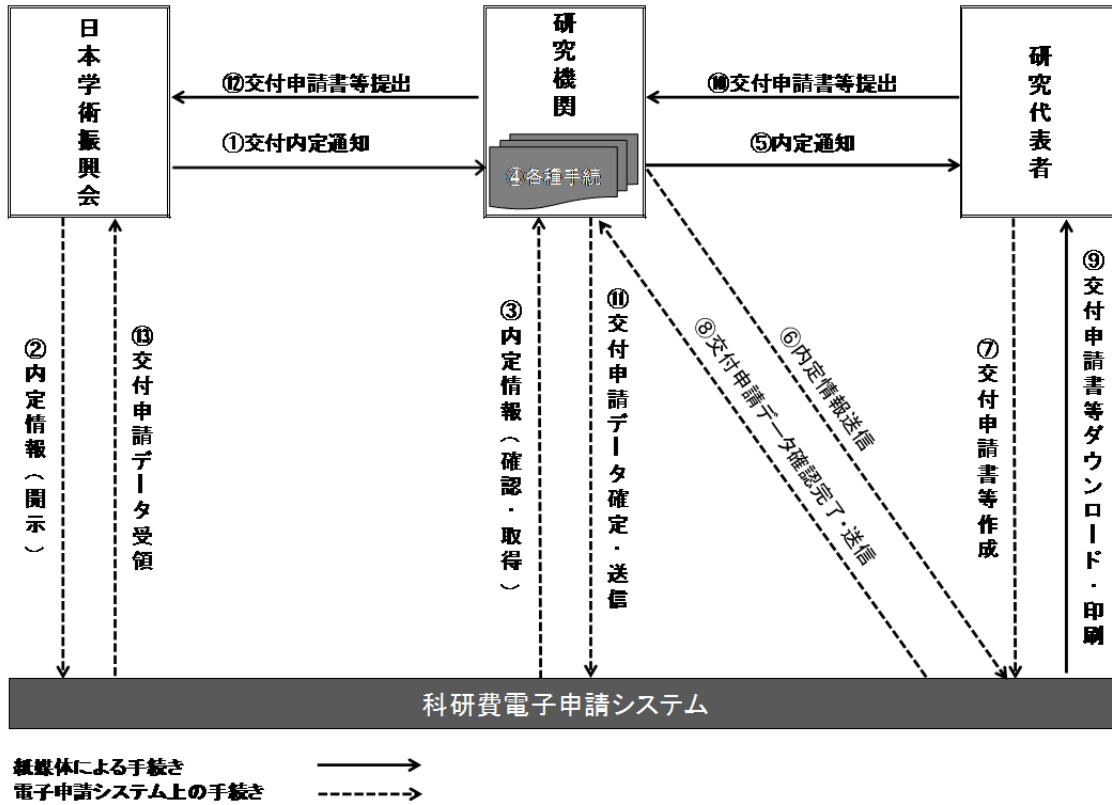 日本学術振興会
研究機関
研究代表者
⑫交付申請書等提出
⑩交付申請書等提出
①交付内定通知
⑤内定通知
④各種手続
②内定情報（開示）
⑬交付申請データ受領
③内定情報（確認・取得）
⑪交付申請データ確定・送信
⑧交付申請データ確認完了・送信
⑥内定情報送信
⑦交付申請書等作成
⑨交付申請書等ダウンロード・印刷
科研費電子申請システム
紙媒体による手続き
電子申請システム上の手続き